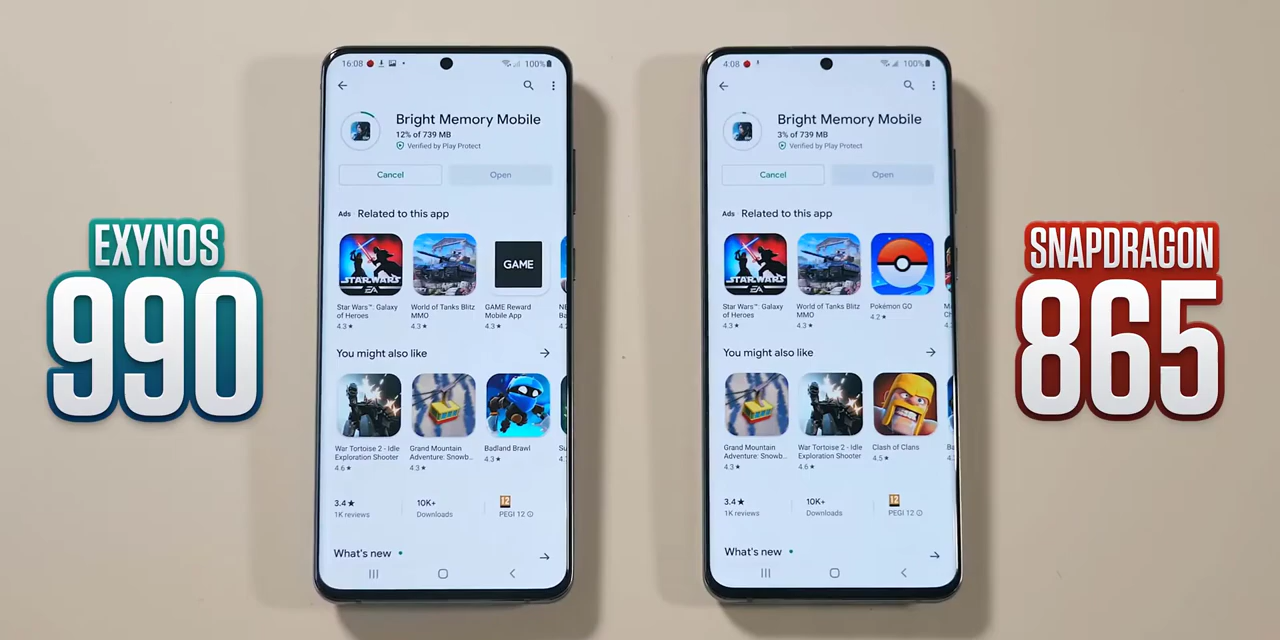 EXYNOS
990
16:08
100%
Bright Memory Mobile
12% of 739 MB
Verified by Play Protect
Cancel
Open
Ads · Related to this app
STAR WARS
EA
GAME
Star Wars™: Galaxy
of Heroes
4.3★
World of Tanks Blitz
MMO
4.3★
GAME Reward
Mobile App
4.3★
You might also like
War Tortoise 2 - Idle
Exploration Shooter
4.6★
Grand Mountain
Adventure: Snowb...
4.3★
Badland Brawl
4.3★
3.4★
1K reviews
10K+
Downloads
12
PEGI 12
What's new
4:08
100%
Bright Memory Mobile
3% of 739 MB
Verified by Play Protect
Cancel
Open
Ads · Related to this app
STAR WARS
EA
Star Wars™: Galaxy
of Heroes
4.3★
World of Tanks Blitz
MMO
4.3★
Pokémon GO
4.2★
You might also like
Grand Mountain
Adventure: Snowb...
4.3★
War Tortoise 2 - Idle
Exploration Shooter
4.6★
Clash of Clans
4.5★
3.4★
1K reviews
10K+
Downloads
12
PEGI 12
What's new
SNAPDRAGON
865